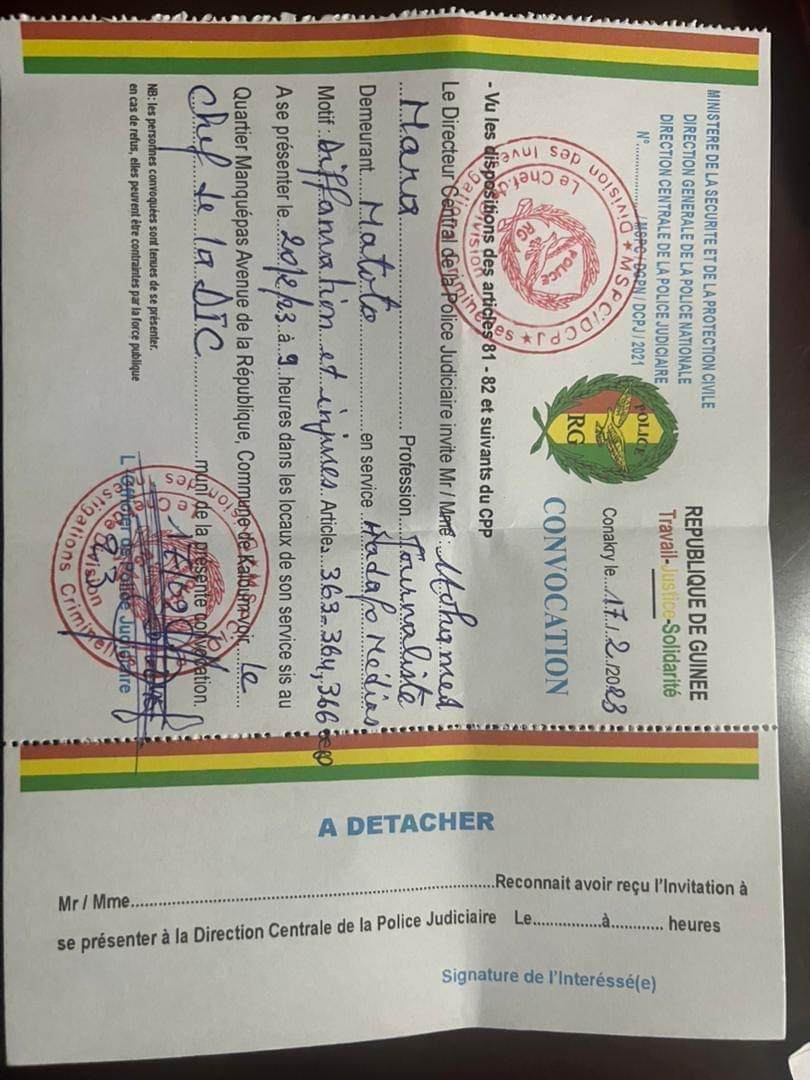 MINISTERE DE LA SECURITE ET DE LA PROTECTION CIVILE
DIRECTION GENERALE DE LA POLICE NATIONALE
DIRECTION CENTRALE DE LA POLICE JUDICIAIRE
N°................/ MSPC / DGPN / DCPJ / 2021
REPUBLIQUE DE GUINEE
Travail-Justice-Solidarité
POLICE
RG
Conakry le...17./.2./2023
CONVOCATION
- Vu les dispositions des articles 81 - 82 et suivants du CPP
Le Directeur Central de la Police Judiciaire invite Mr / Mme: Mohamed
Mara Profession Journaliste
Demeurant Matoto en service Hadafo Médias
Motif: Diffamation et injures Articles 363-364, 366
A se présenter le 20/2/23 à 9 heures dans les locaux de son service sis au
Quartier Manquépas Avenue de la République, Commune de Kaloum voir le
Chef de la DIC muni de la présente convocation.
L'Officier de Police Judiciaire
NB: les personnes convoquées sont tenues de se présenter.
en cas de refus, elles peuvent être contraintes par la force publique
A DETACHER
Mr / Mme..................................................Reconnait avoir reçu l'Invitation à
se présenter à la Direction Centrale de la Police Judiciaire Le...............à............ heures
Signature de l'Interéssé(e)